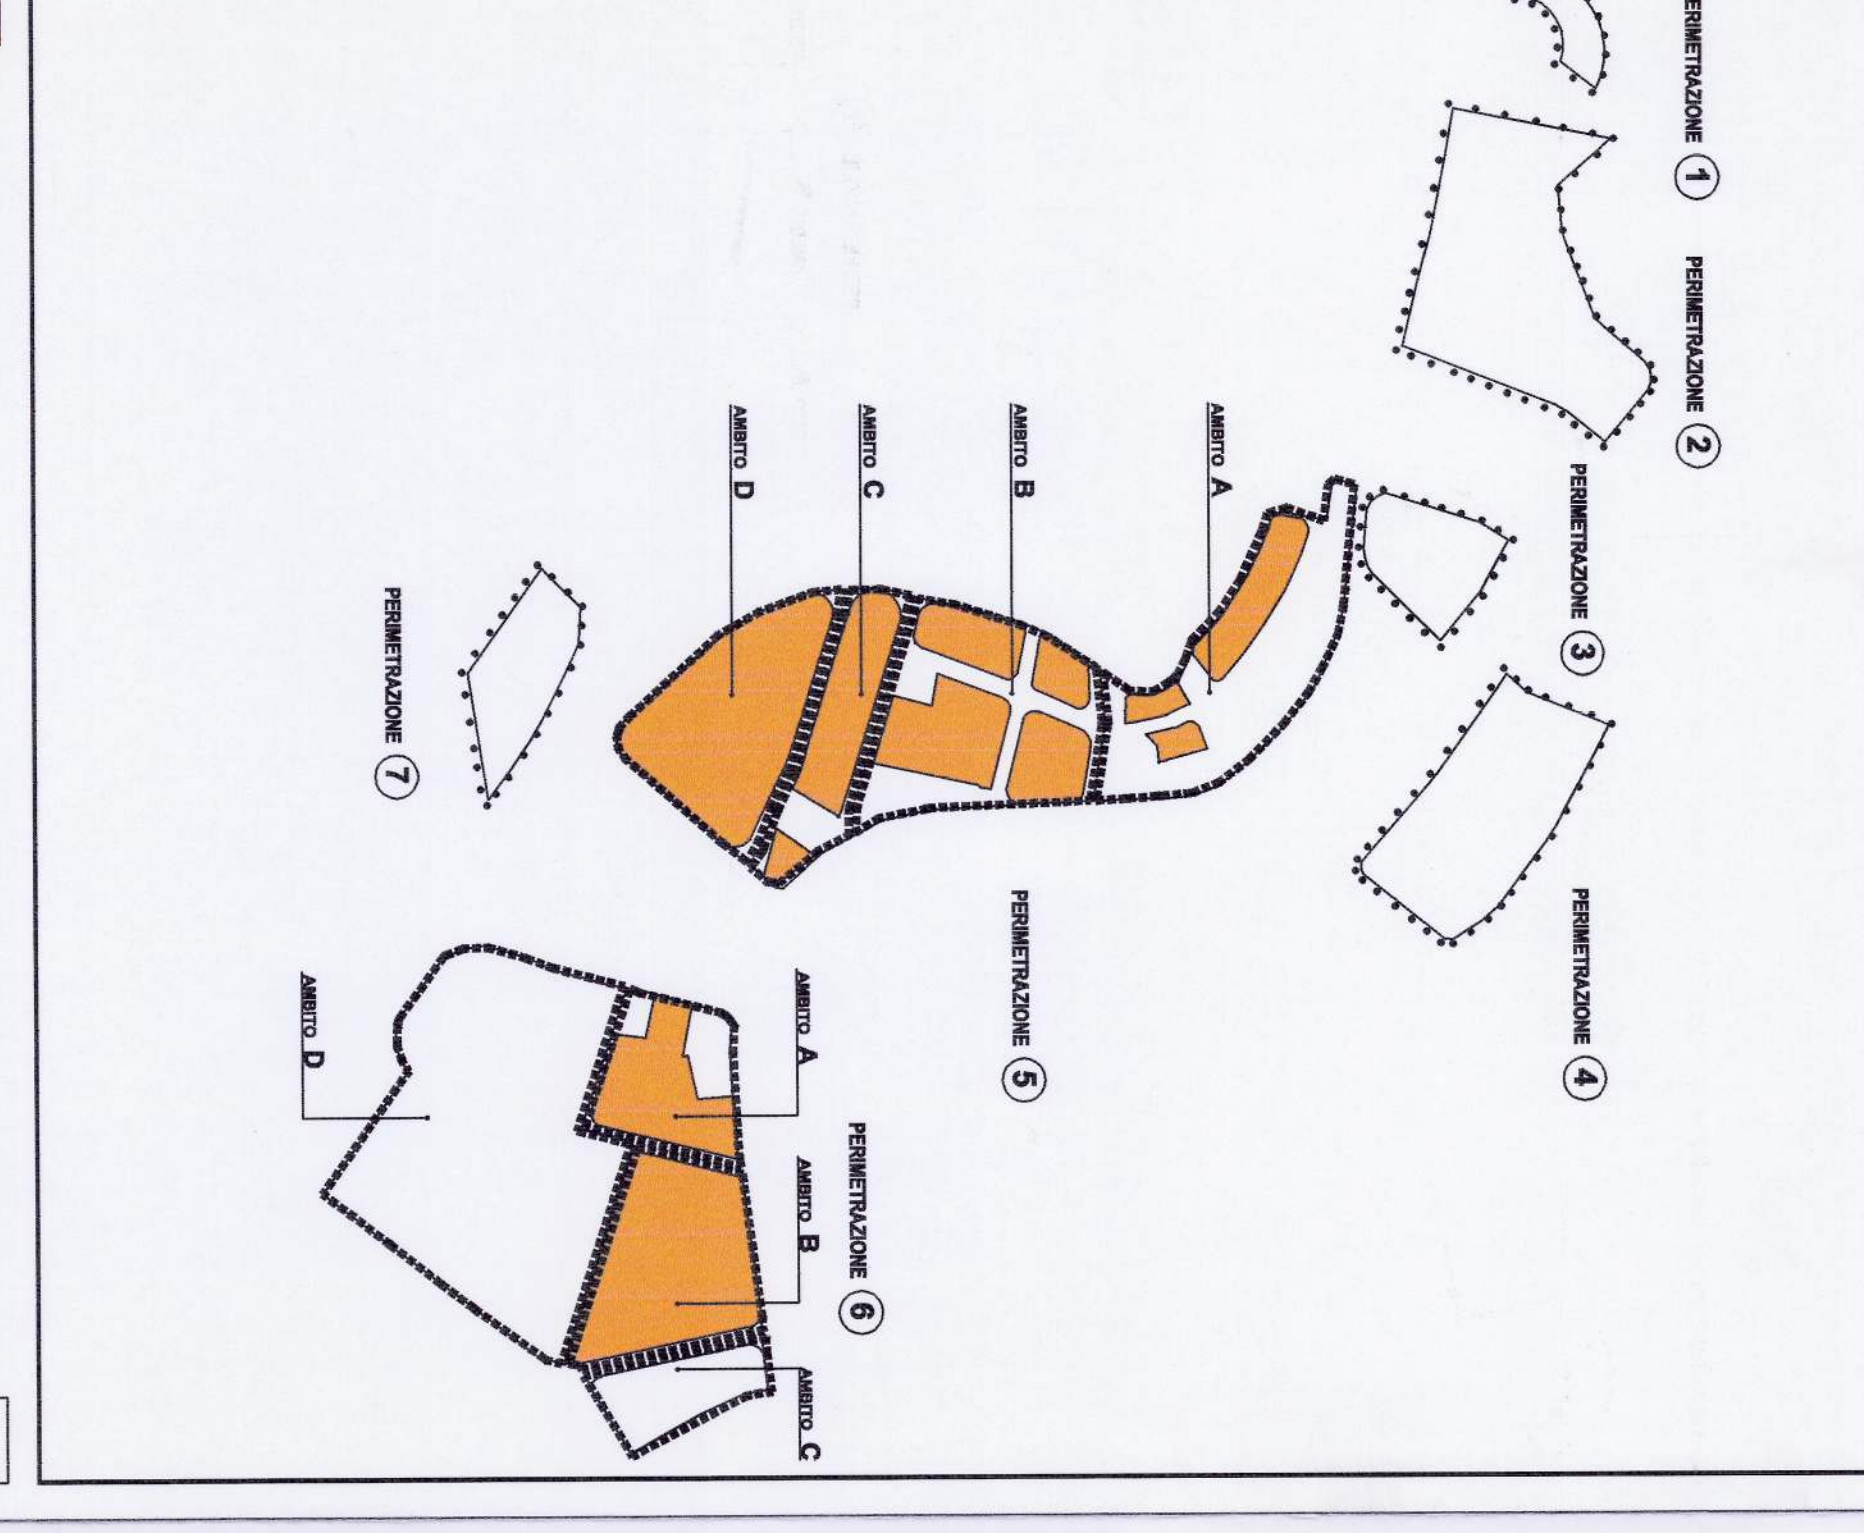 PERIMETRAZIONE 1
PERIMETRAZIONE 2
PERIMETRAZIONE 3
PERIMETRAZIONE 4
AMBITO A
AMBITO B
AMBITO C
AMBITO D
PERIMETRAZIONE 5
PERIMETRAZIONE 7
PERIMETRAZIONE 6
AMBITO A
AMBITO B
AMBITO C
AMBITO D